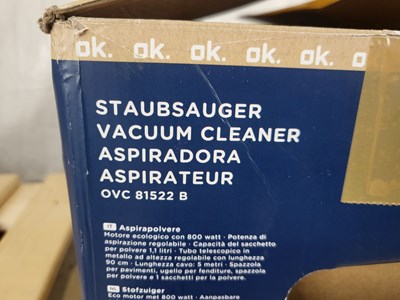 ok. ok. ok. ok. ok. o
STAUBSAUGER
VACUUM CLEANER
ASPIRADORA
ASPIRATEUR
OVC 81522 B
IT Aspirapolvere
Motore ecologico con 800 watt · Potenza di
aspirazione regolabile · Capacità del sacchetto
per polvere 1,1 litri · Tubo telescopico in
metallo ad altezza regolabile con lunghezza
90 cm · Lunghezza cavo: 5 metri · Spazzola
per pavimenti, ugello per fenditure, spazzola
per poltrone e 1 sacchetto per la polvere inclusi.
NL Stofzuiger
Eco motor met 800 watt · Aanpasbare